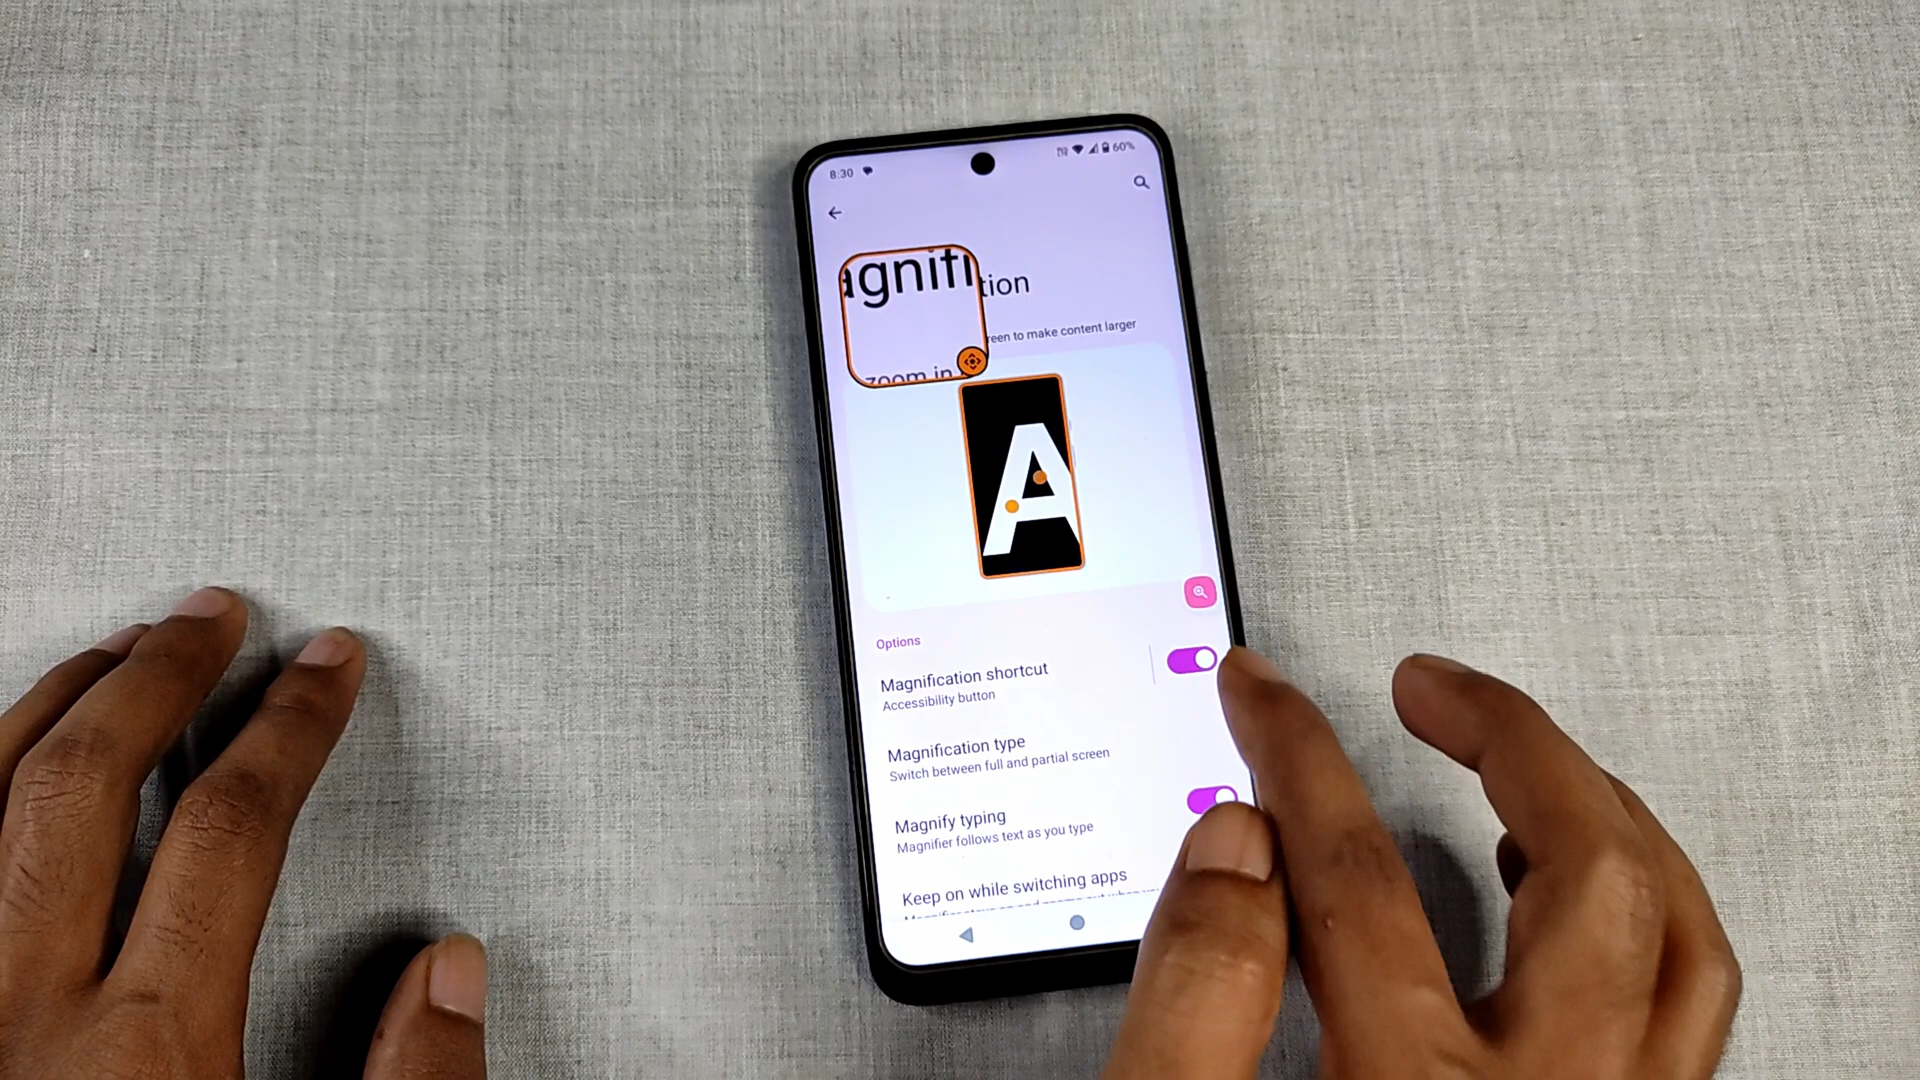 8:30 60%
agnifi
tion
reen to make content larger
zoom in
A
Options
Magnification shortcut
Accessibility button
Magnification type
Switch between full and partial screen
Magnify typing
Magnifier follows text as you type
Keep on while switching apps